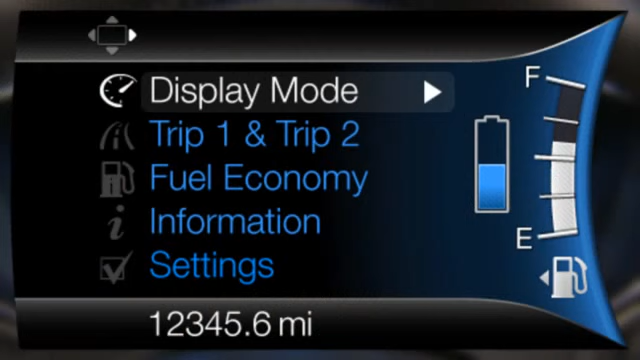 Display Mode
Trip 1 & Trip 2
Fuel Economy
Information
Settings
12345.6 mi
F
E